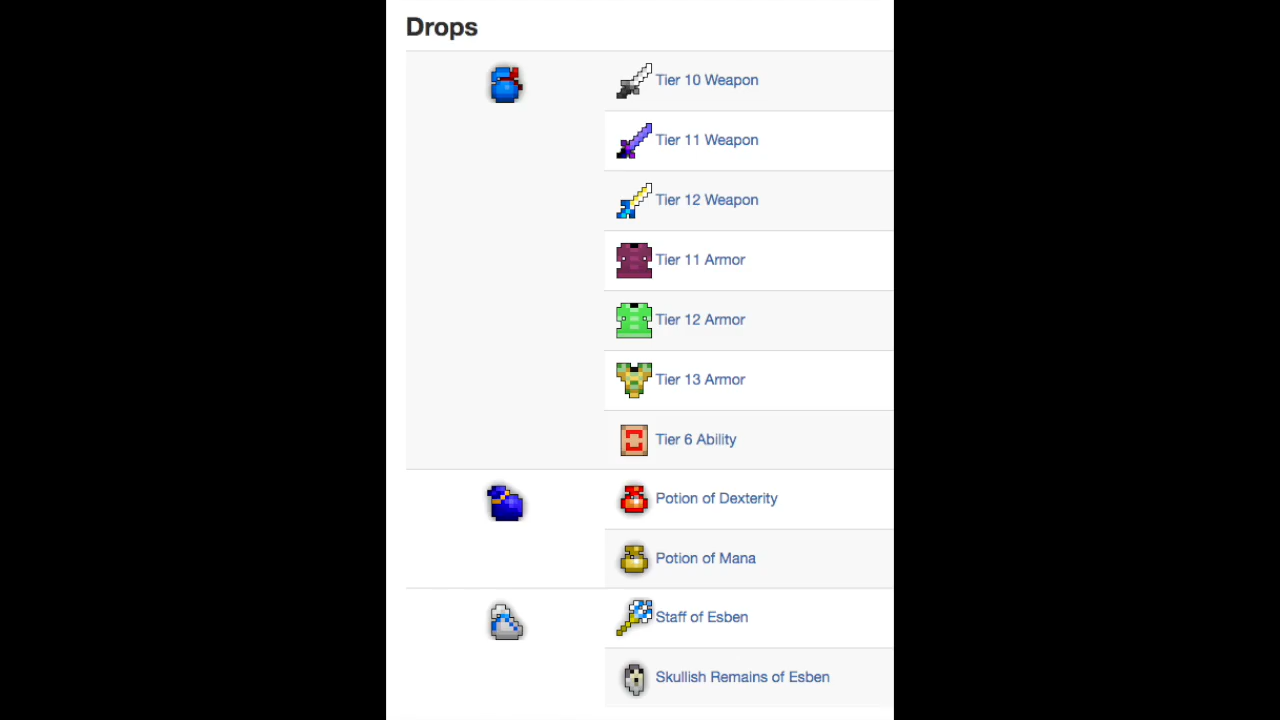 Drops
Tier 10 Weapon
Tier 11 Weapon
Tier 12 Weapon
Tier 11 Armor
Tier 12 Armor
Tier 13 Armor
Tier 6 Ability
Potion of Dexterity
Potion of Mana
Staff of Esben
Skullish Remains of Esben